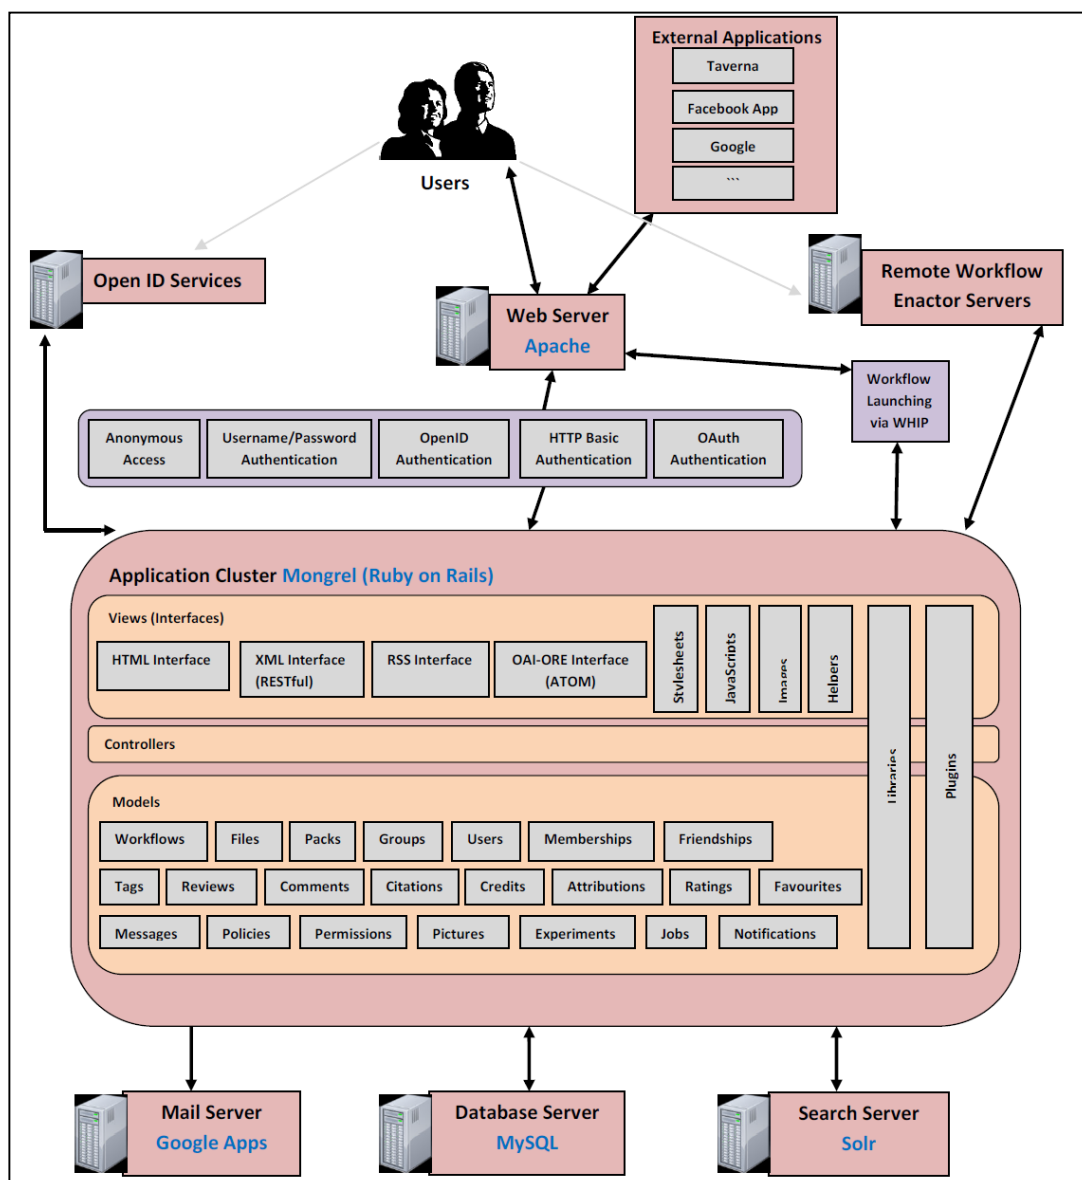 External Applications
Taverna
Facebook App
Google
```
Users
Open ID Services
Remote Workflow
Enactor Servers
Web Server
Apache
Workflow
Launching
via WHIP
Anonymous
Access
Username/Password
Authentication
OpenID
Authentication
HTTP Basic
Authentication
OAuth
Authentication
Application Cluster Mongrel (Ruby on Rails)
Views (Interfaces)
HTML Interface
XML Interface
(RESTful)
RSS Interface
OAI-ORE Interface
(ATOM)
Stylesheets
JavaScripts
Images
Helpers
Libraries
Plugins
Controllers
Models
Workflows
Files
Packs
Groups
Users
Memberships
Friendships
Tags
Reviews
Comments
Citations
Credits
Attributions
Ratings
Favourites
Messages
Policies
Permissions
Pictures
Experiments
Jobs
Notifications
Mail Server
Google Apps
Database Server
MySQL
Search Server
Solr